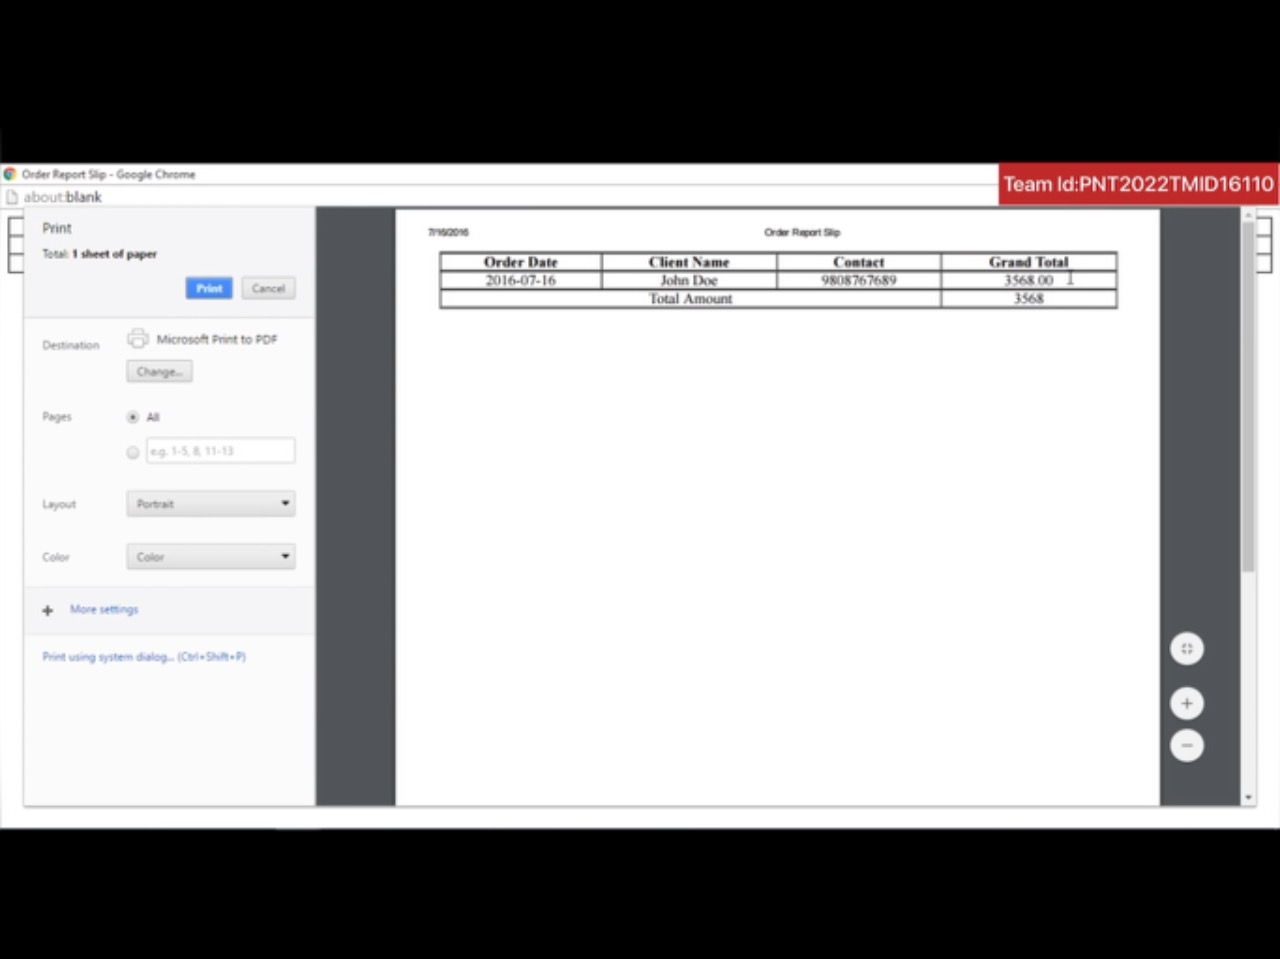 Order Report Slip - Google Chrome
Team Id:PNT2022TMID16110
about:blank
Print
Total: 1 sheet of paper
Print Cancel
Destination Microsoft Print to PDF
Change...
Pages All
e.g. 1-5, 8, 11-13
Layout Portrait
Color Color
+ More settings
Print using system dialog... (Ctrl+Shift+P)
7/16/2016 Order Report Slip
Order Date Client Name Contact Grand Total
2016-07-16 John Doe 9808767689 3568.00
Total Amount 3568